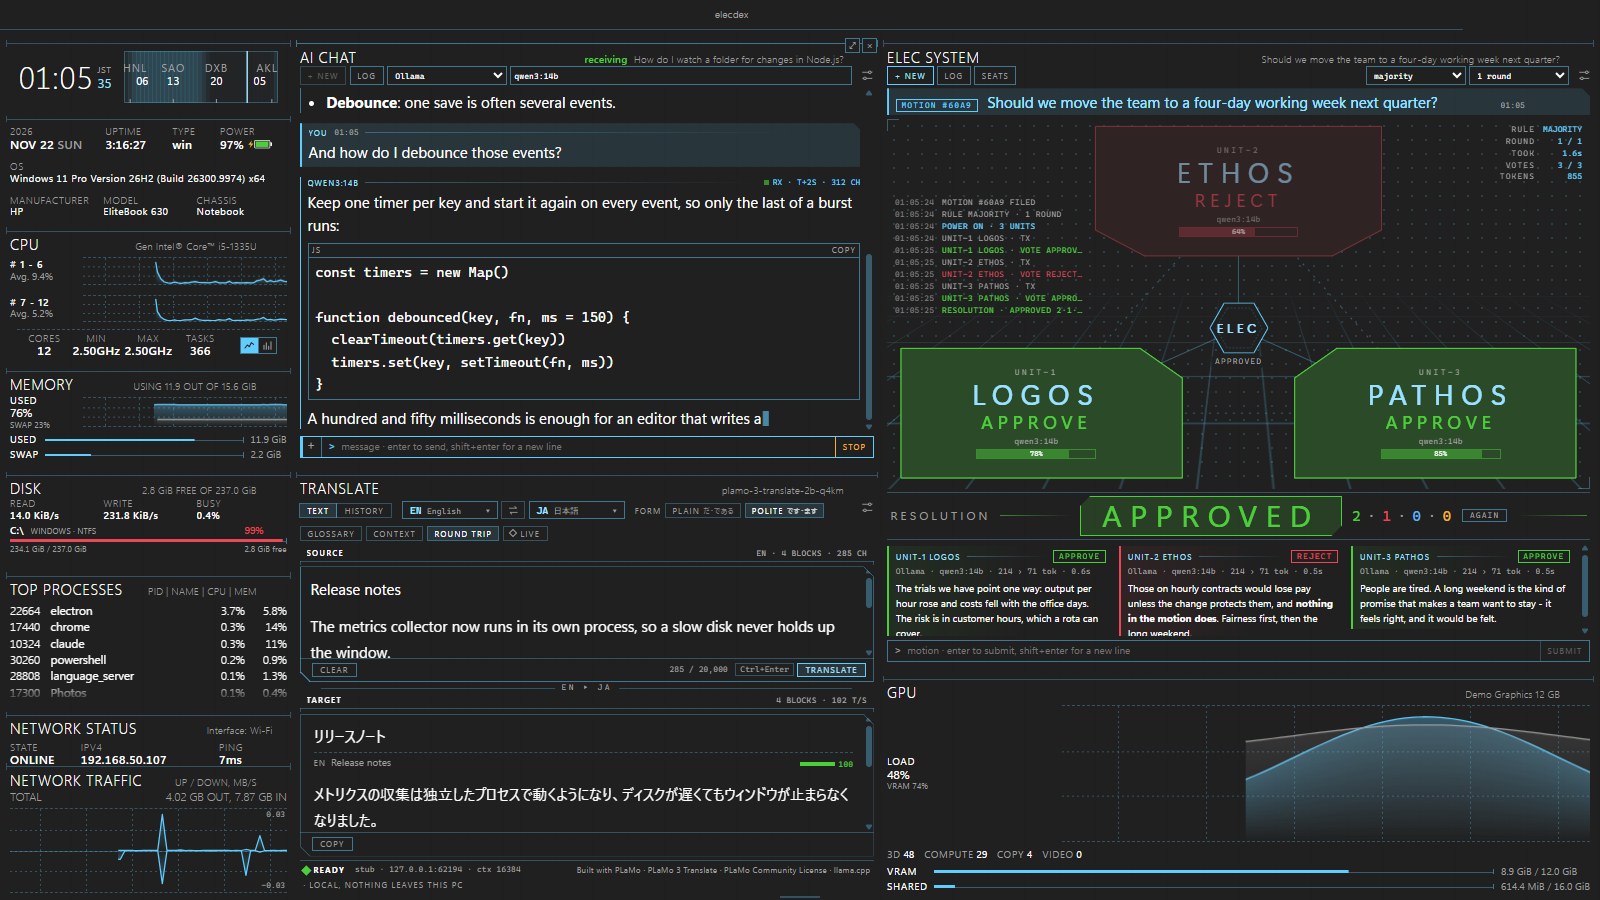 elecdex
01:05 JST 35
HNL 06 SAO 13 DXB 20 AKL 05
2026 UPTIME TYPE POWER
NOV 22 SUN 3:16:27 win 97%
OS
Windows 11 Pro Version 26H2 (Build 26300.9974) x64
MANUFACTURER MODEL CHASSIS
HP EliteBook 630 Notebook
CPU Gen Intel® Core™ i5-1335U
# 1 - 6
Avg. 9.4%
# 7 - 12
Avg. 5.2%
CORES MIN MAX TASKS
12 2.50GHz 2.50GHz 366
MEMORY USING 11.9 OUT OF 15.6 GIB
USED
76%
SWAP 23%
USED 11.9 GiB
SWAP 2.2 GiB
DISK 2.8 GIB FREE OF 237.0 GIB
READ WRITE BUSY
14.0 KiB/s 231.8 KiB/s 0.4%
C:\ WINDOWS · NTFS 99%
234.1 GiB / 237.0 GiB 2.8 GiB free
TOP PROCESSES PID | NAME | CPU | MEM
22664 electron 3.7% 5.8%
17440 chrome 0.3% 14%
10324 claude 0.3% 11%
30260 powershell 0.2% 0.9%
28808 language_server 0.1% 1.3%
17300 Photos 0.1% 0.4%
NETWORK STATUS Interface: Wi-Fi
STATE IPV4 PING
ONLINE 192.168.50.107 7ms
NETWORK TRAFFIC UP / DOWN, MB/S
TOTAL 4.02 GB OUT, 7.87 GB IN
0.03
-0.03
AI CHAT receiving How do I watch a folder for changes in Node.js?
+ NEW LOG Ollama qwen3:14b
• Debounce: one save is often several events.
YOU 01:05
And how do I debounce those events?
QWEN3:14B RX · T+2S · 312 CH
Keep one timer per key and start it again on every event, so only the last of a burst
runs:
JS COPY
const timers = new Map()
function debounced(key, fn, ms = 150) {
clearTimeout(timers.get(key))
timers.set(key, setTimeout(fn, ms))
}
A hundred and fifty milliseconds is enough for an editor that writes a
+ > message · enter to send, shift+enter for a new line STOP
TRANSLATE plamo-3-translate-2b-q4km
TEXT HISTORY EN English ⇌ JA 日本語 FORM PLAIN だ·である POLITE です·ます
GLOSSARY CONTEXT ROUND TRIP ◇ LIVE
SOURCE EN · 4 BLOCKS · 285 CH
Release notes
The metrics collector now runs in its own process, so a slow disk never holds up
the window.
CLEAR 285 / 20,000 Ctrl+Enter TRANSLATE
EN ▸ JA
TARGET 4 BLOCKS · 102 T/S
リリースノート
EN Release notes 100
メトリクスの収集は独立したプロセスで動くようになり、ディスクが遅くてもウィンドウが止まらなく
なりました。
COPY
READY stub · 127.0.0.1:62194 · ctx 16384 Built with PLaMo · PLaMo 3 Translate · PLaMo Community License · llama.cpp
· LOCAL, NOTHING LEAVES THIS PC
ELEC SYSTEM Should we move the team to a four-day working week next quarter?
+ NEW LOG SEATS majority 1 round
MOTION #60A9 Should we move the team to a four-day working week next quarter? 01:05
RULE MAJORITY
ROUND 1 / 1
TOOK 1.6s
VOTES 3 / 3
TOKENS 855
UNIT-2
ETHOS
REJECT
qwen3:14b
64%
01:05:24 MOTION #60A9 FILED
01:05:24 RULE MAJORITY · 1 ROUND
01:05:24 POWER ON · 3 UNITS
01:05:24 UNIT-1 LOGOS · TX
01:05:25 UNIT-1 LOGOS · VOTE APPROV…
01:05:25 UNIT-2 ETHOS · TX
01:05:25 UNIT-2 ETHOS · VOTE REJECT…
01:05:25 UNIT-3 PATHOS · TX
01:05:25 UNIT-3 PATHOS · VOTE APPRO…
01:05:25 RESOLUTION · APPROVED 2·1·…
ELEC
APPROVED
UNIT-1
LOGOS
APPROVE
qwen3:14b
78%
UNIT-3
PATHOS
APPROVE
qwen3:14b
85%
RESOLUTION APPROVED 2 · 1 · 0 · 0 AGAIN
UNIT-1 LOGOS APPROVE
Ollama · qwen3:14b · 214 › 71 tok · 0.6s
The trials we have point one way: output per
hour rose and costs fell with the office days.
The risk is in customer hours, which a rota can
cover.
UNIT-2 ETHOS REJECT
Ollama · qwen3:14b · 214 › 71 tok · 0.5s
Those on hourly contracts would lose pay
unless the change protects them, and nothing
in the motion does. Fairness first, then the
long weekend.
UNIT-3 PATHOS APPROVE
Ollama · qwen3:14b · 214 › 71 tok · 0.5s
People are tired. A long weekend is the kind of
promise that makes a team want to stay - it
feels right, and it would be felt.
> motion · enter to submit, shift+enter for a new line SUBMIT
GPU Demo Graphics 12 GB
LOAD
48%
VRAM 74%
3D 48 COMPUTE 29 COPY 4 VIDEO 0
VRAM 8.9 GiB / 12.0 GiB
SHARED 614.4 MiB / 16.0 GiB